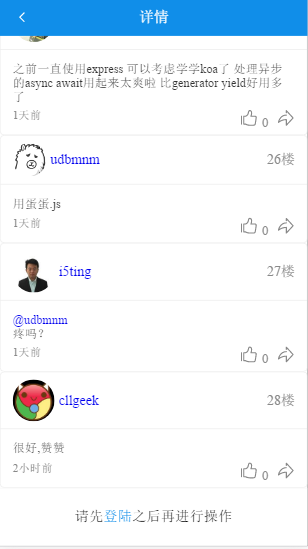 详情
之前一直使用express 可以考虑学学koa了 处理异步
的async await用起来太爽啦 比generator yield好用多
了
1天前
0
udbmnm
26楼
用蛋蛋.js
1天前
0
i5ting
27楼
@udbmnm
疼吗?
1天前
0
cllgeek
28楼
很好,赞赞
2小时前
0
请先登陆之后再进行操作